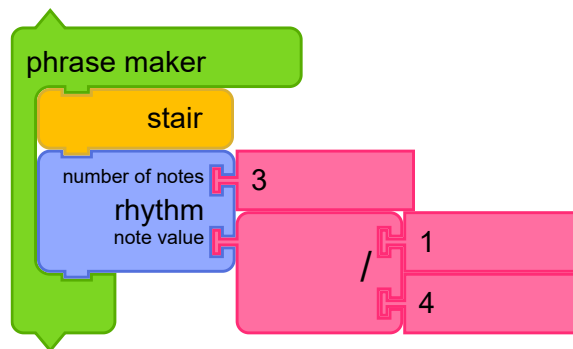 phrase maker
stair
number of notes 3
rhythm
note value / 1
4